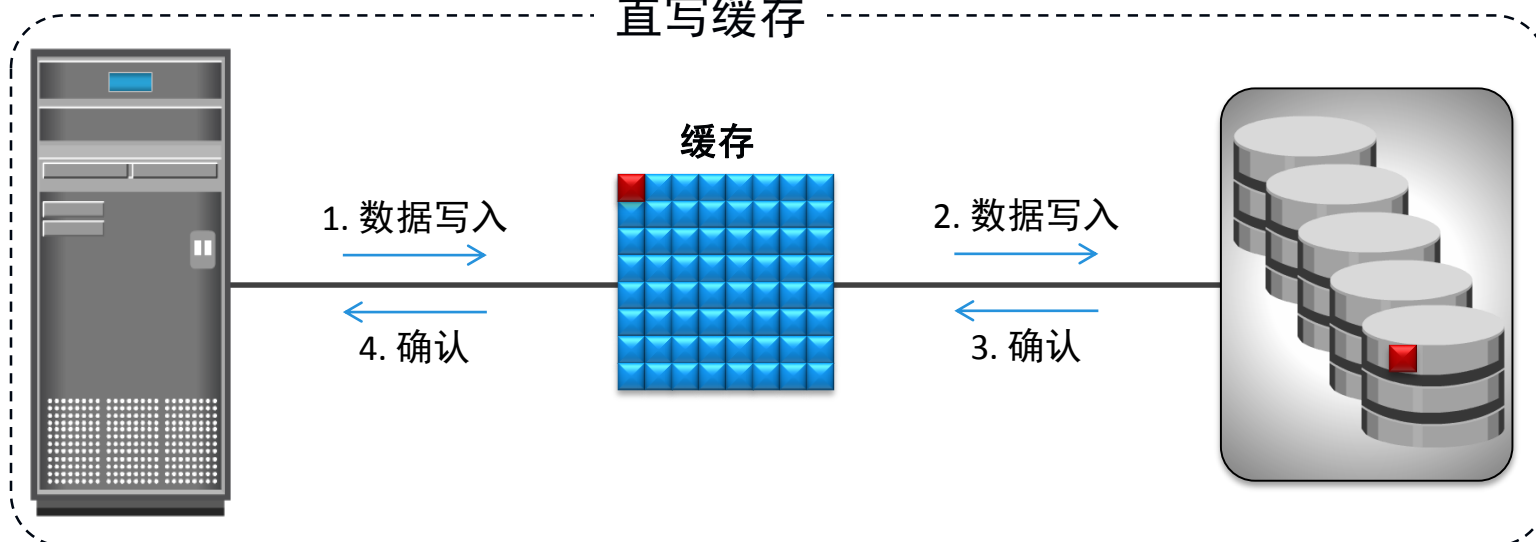 直写缓存
缓存
1. 数据写入
2. 数据写入
4. 确认
3. 确认